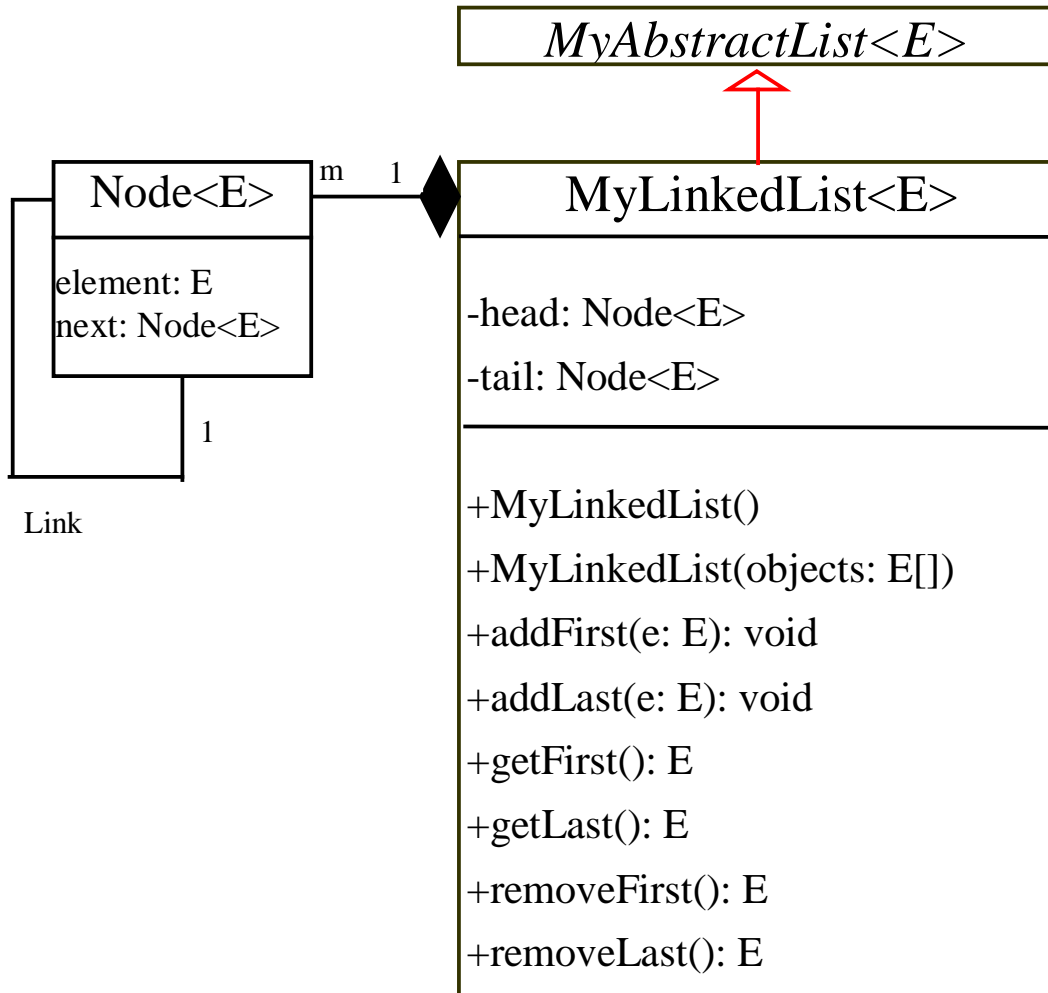 MyAbstractList<E>
m
1
Node<E>
MyLinkedList<E>
element: E
next: Node<E>
1
Link
-head: Node<E>
-tail: Node<E>
+MyLinkedList()
+MyLinkedList(objects: E[])
+addFirst(e: E): void
+addLast(e: E): void
+getFirst(): E
+getLast(): E
+removeFirst(): E
+removeLast(): E